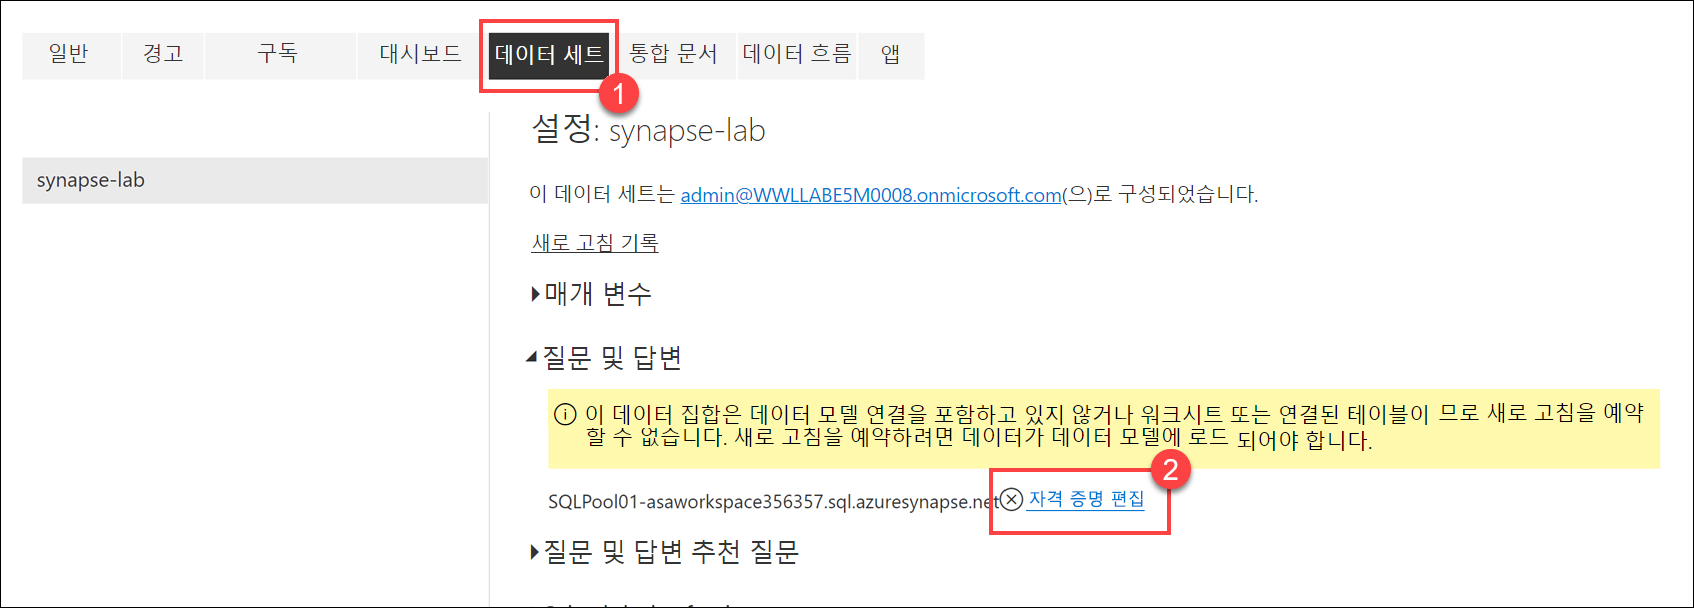 일반
경고
구독
대시보드
데이터 세트
통합 문서
데이터 흐름
앱
1
설정: synapse-lab
synapse-lab
이 데이터 세트는 admin@WWLLABE5M0008.onmicrosoft.com(으)로 구성되었습니다.
새로 고침 기록
매개 변수
질문 및 답변
이 데이터 집합은 데이터 모델 연결을 포함하고 있지 않거나 워크시트 또는 연결된 테이블이 므로 새로 고침을 예약
할 수 없습니다. 새로 고침을 예약하려면 데이터가 데이터 모델에 로드 되어야 합니다.
2
SQLPool01-asaworkspace356357.sql.azuresynapse.net 자격 증명 편집
질문 및 답변 추천 질문